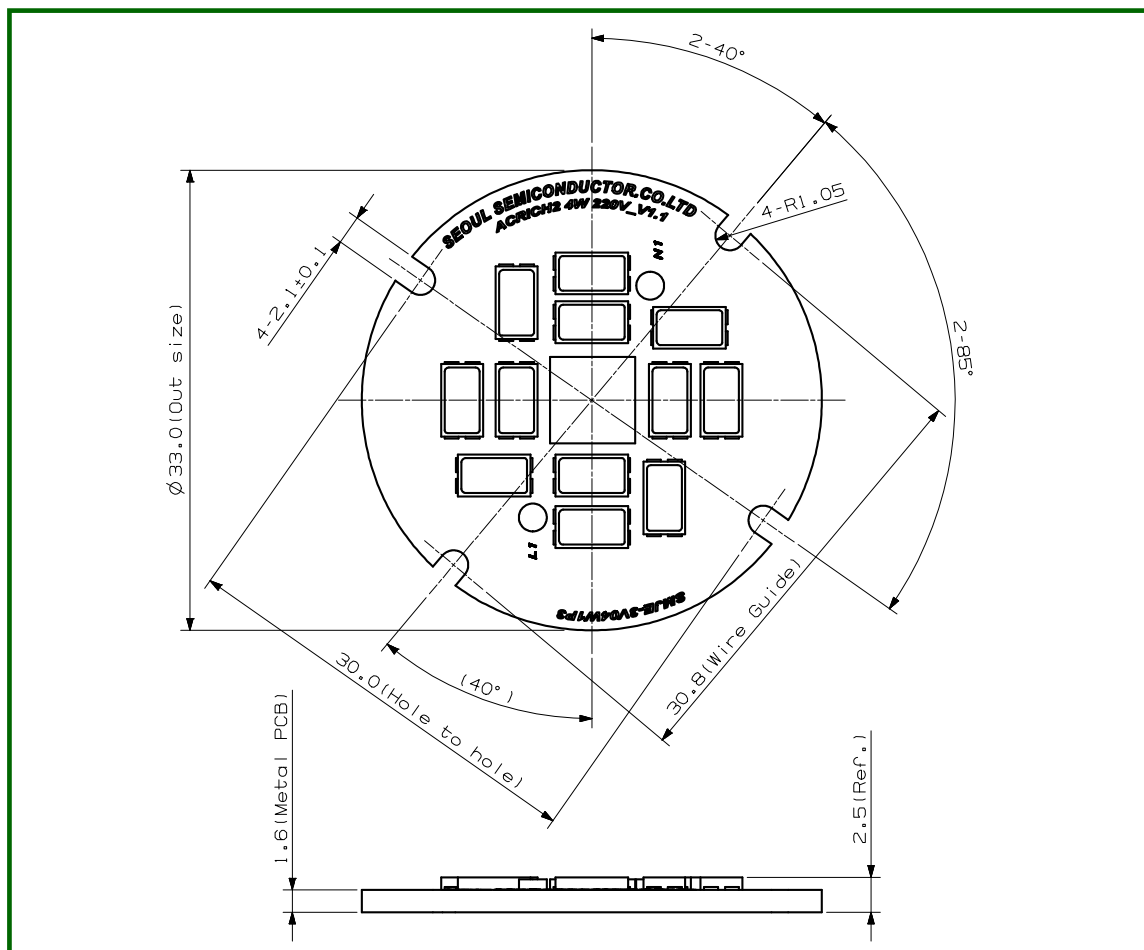 2-40°
SEOUL SEMICONDUCTOR.CO.LTD
ACRICH2 4W 220V_V1.1
4-R1.05
N1
4-2.1±0.1
2-85°
Ø33.0(Out size)
L1
SMJE-3V04W1P3
30.8(Wire Guide)
(40°)
30.0(Hole to hole)
1.6(Metal PCB)
2.5(Ref.)